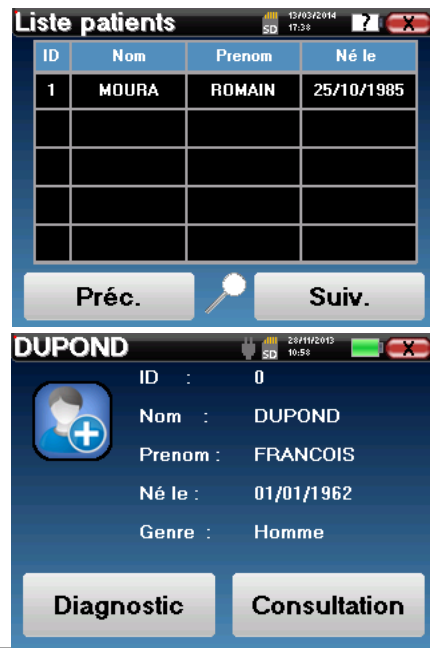 Liste patients SD 13/03/2014 17:38 ? X
ID Nom Prenom Né le
1 MOURA ROMAIN 25/10/1985
Préc. Suiv.
DUPOND SD 28/11/2013 10:58 X
ID : 0
Nom : DUPOND
Prenom : FRANCOIS
Né le : 01/01/1962
Genre : Homme
Diagnostic Consultation